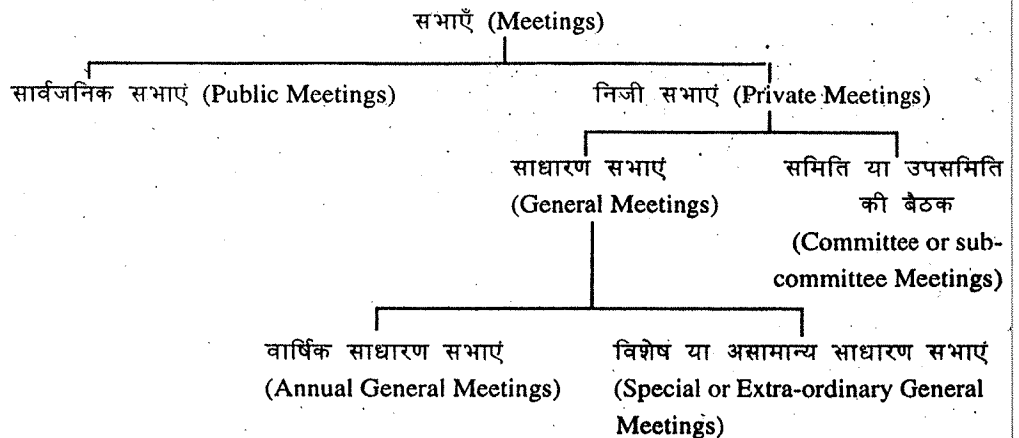 सभाएँ (Meetings)
सार्वजनिक सभाएं (Public Meetings)
निजी सभाएं (Private Meetings)
साधारण सभाएं
(General Meetings)
समिति या उपसमिति
की बैठक
(Committee or sub-
committee Meetings)
वार्षिक साधारण सभाएं
(Annual General Meetings)
विशेष या असामान्य साधारण सभाएं
(Special or Extra-ordinary General
Meetings)